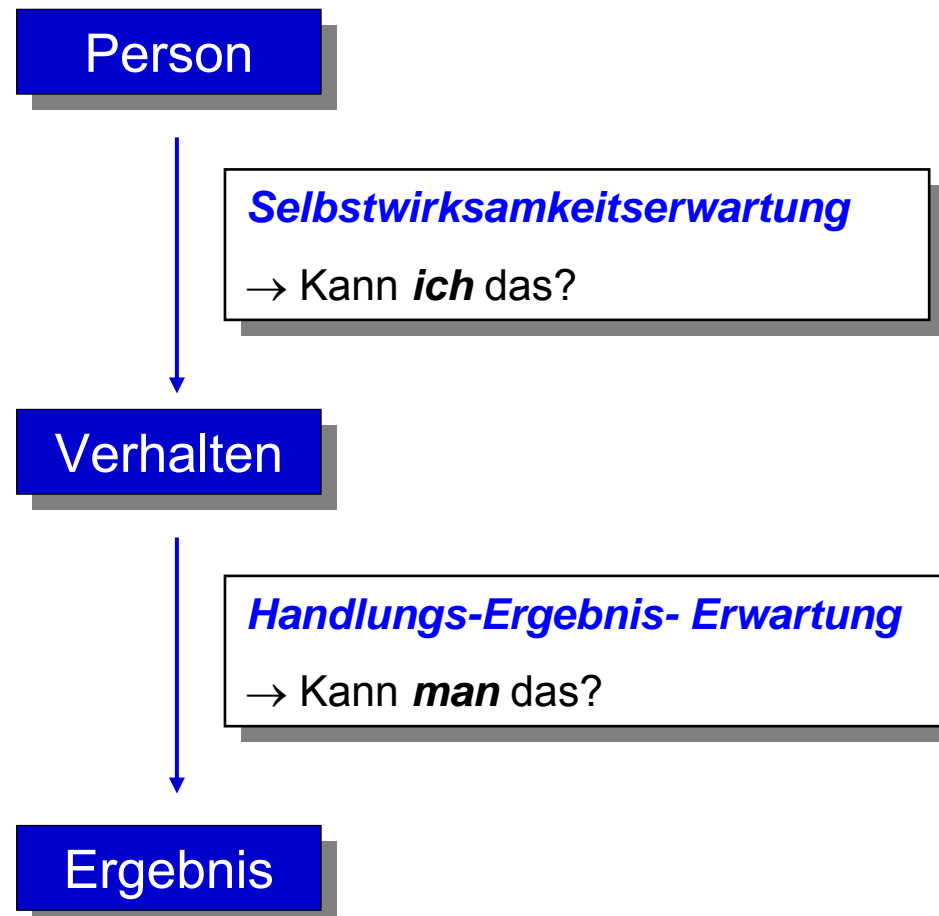 Person
Selbstwirksamkeitserwartung
→ Kann ich das?
Verhalten
Handlungs-Ergebnis- Erwartung
→ Kann man das?
Ergebnis